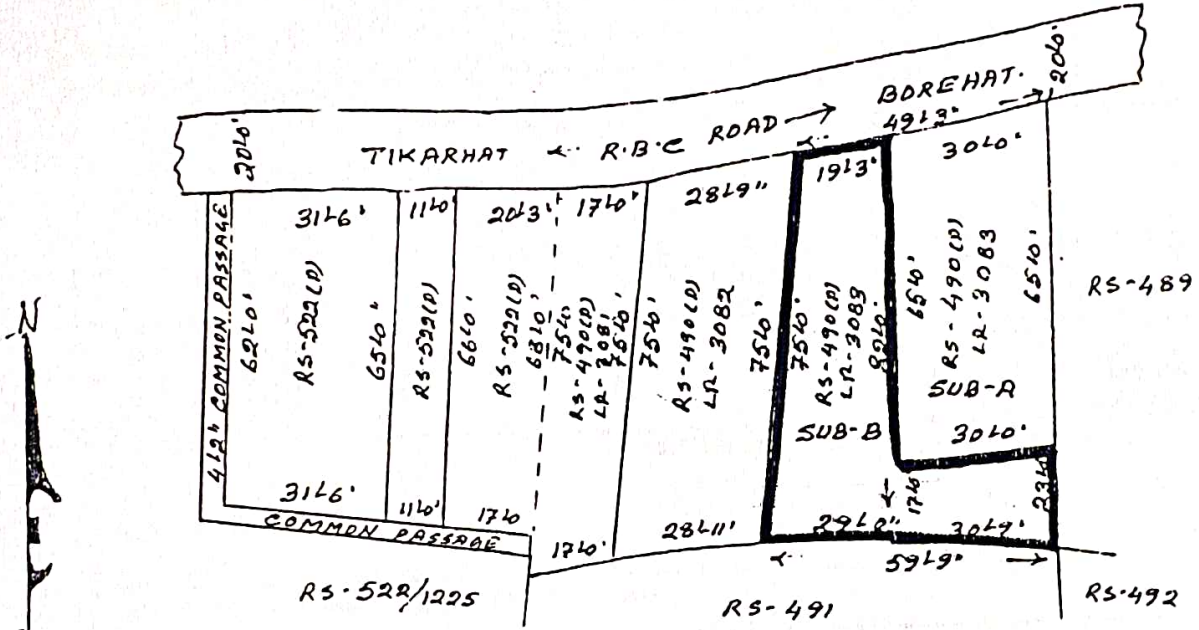 BOREHAT.
TIKARHAT ← R.B.C ROAD →
20'-0"
20'-0"
49'-3"
31'-6"
11'-0"
20'-3"
17'-0"
28'-9"
19'-3"
30'-0"
4'-2" COMMON PASSAGE
62'-0"
RS-522(P)
65'-0"
RS-522(P)
66'-0"
RS-522(P)
68'-0"
75'-0"
RS-490(P)
LR-3081
75'-0"
75'-0"
RS-490(P)
LR-3082
75'-0"
75'-0"
RS-490(P)
LR-3083
82'-0"
SUB-B
65'-0"
RS-490(P)
LR-3083
65'-0"
SUB-A
30'-0"
RS-489
31'-6"
11'-0"
17'-0
COMMON PASSAGE
17'-0"
28'-11"
29'-0"
17'-0"
30'-9"
23'-0"
59'-9"
RS-522/1225
RS-491
RS-492
N